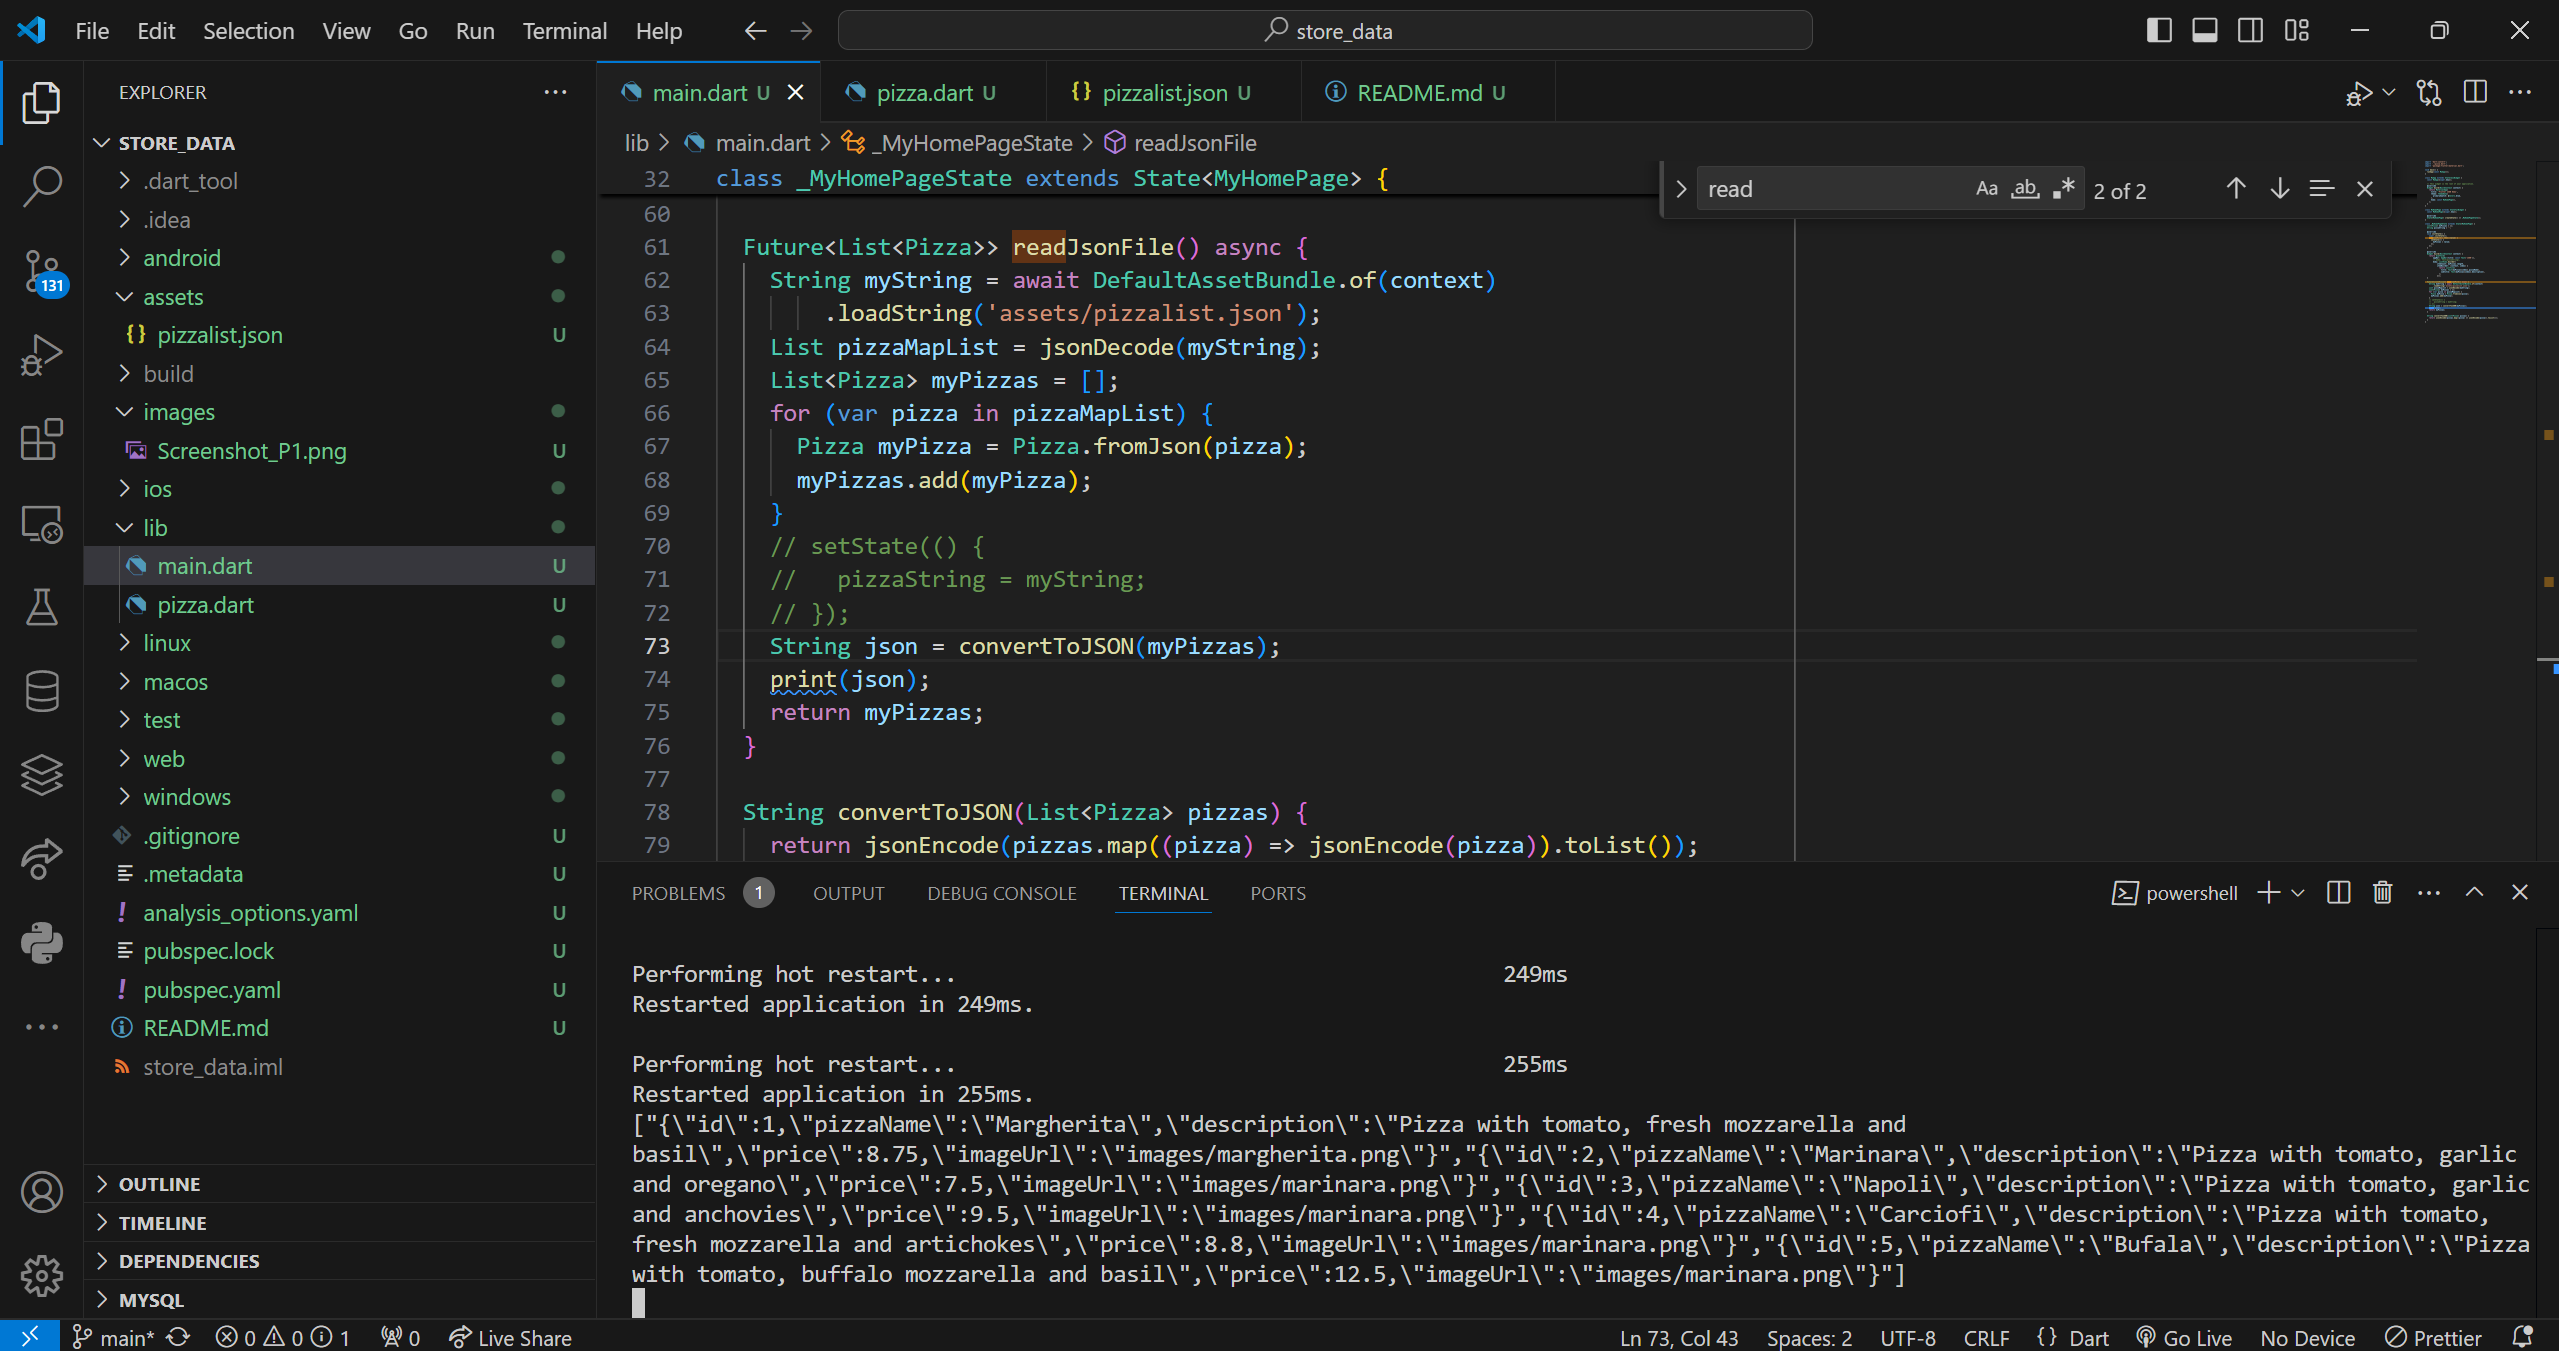 File Edit Selection View Go Run Terminal Help
store_data
EXPLORER
STORE_DATA
.dart_tool
.idea
android
assets
pizzalist.json U
build
images
Screenshot_P1.png U
ios
lib
main.dart U
pizza.dart U
linux
macos
test
web
windows
.gitignore U
.metadata U
analysis_options.yaml U
pubspec.lock U
pubspec.yaml U
README.md U
store_data.iml
OUTLINE
TIMELINE
DEPENDENCIES
MYSQL
131
main.dart U
pizza.dart U
pizzalist.json U
README.md U
lib > main.dart > _MyHomePageState > readJsonFile
read Aa ab 2 of 2
32 class _MyHomePageState extends State<MyHomePage> {
60
61 Future<List<Pizza>> readJsonFile() async {
62 String myString = await DefaultAssetBundle.of(context)
63 .loadString('assets/pizzalist.json');
64 List pizzaMapList = jsonDecode(myString);
65 List<Pizza> myPizzas = [];
66 for (var pizza in pizzaMapList) {
67 Pizza myPizza = Pizza.fromJson(pizza);
68 myPizzas.add(myPizza);
69 }
70 // setState(() {
71 //   pizzaString = myString;
72 // });
73 String json = convertToJSON(myPizzas);
74 print(json);
75 return myPizzas;
76 }
77
78 String convertToJSON(List<Pizza> pizzas) {
79 return jsonEncode(pizzas.map((pizza) => jsonEncode(pizza)).toList());
PROBLEMS 1 OUTPUT DEBUG CONSOLE TERMINAL PORTS
powershell
Performing hot restart... 249ms
Restarted application in 249ms.
Performing hot restart... 255ms
Restarted application in 255ms.
["{\"id\":1,\"pizzaName\":\"Margherita\",\"description\":\"Pizza with tomato, fresh mozzarella and
basil\",\"price\":8.75,\"imageUrl\":\"images/margherita.png\"}","{\"id\":2,\"pizzaName\":\"Marinara\",\"description\":\"Pizza with tomato, garlic
and oregano\",\"price\":7.5,\"imageUrl\":\"images/marinara.png\"}","{\"id\":3,\"pizzaName\":\"Napoli\",\"description\":\"Pizza with tomato, garlic
and anchovies\",\"price\":9.5,\"imageUrl\":\"images/marinara.png\"}","{\"id\":4,\"pizzaName\":\"Carciofi\",\"description\":\"Pizza with tomato,
fresh mozzarella and artichokes\",\"price\":8.8,\"imageUrl\":\"images/marinara.png\"}","{\"id\":5,\"pizzaName\":\"Bufala\",\"description\":\"Pizza
with tomato, buffalo mozzarella and basil\",\"price\":12.5,\"imageUrl\":\"images/marinara.png\"}"]
main* 0 0 1 0 Live Share
Ln 73, Col 43 Spaces: 2 UTF-8 CRLF {} Dart Go Live No Device Prettier